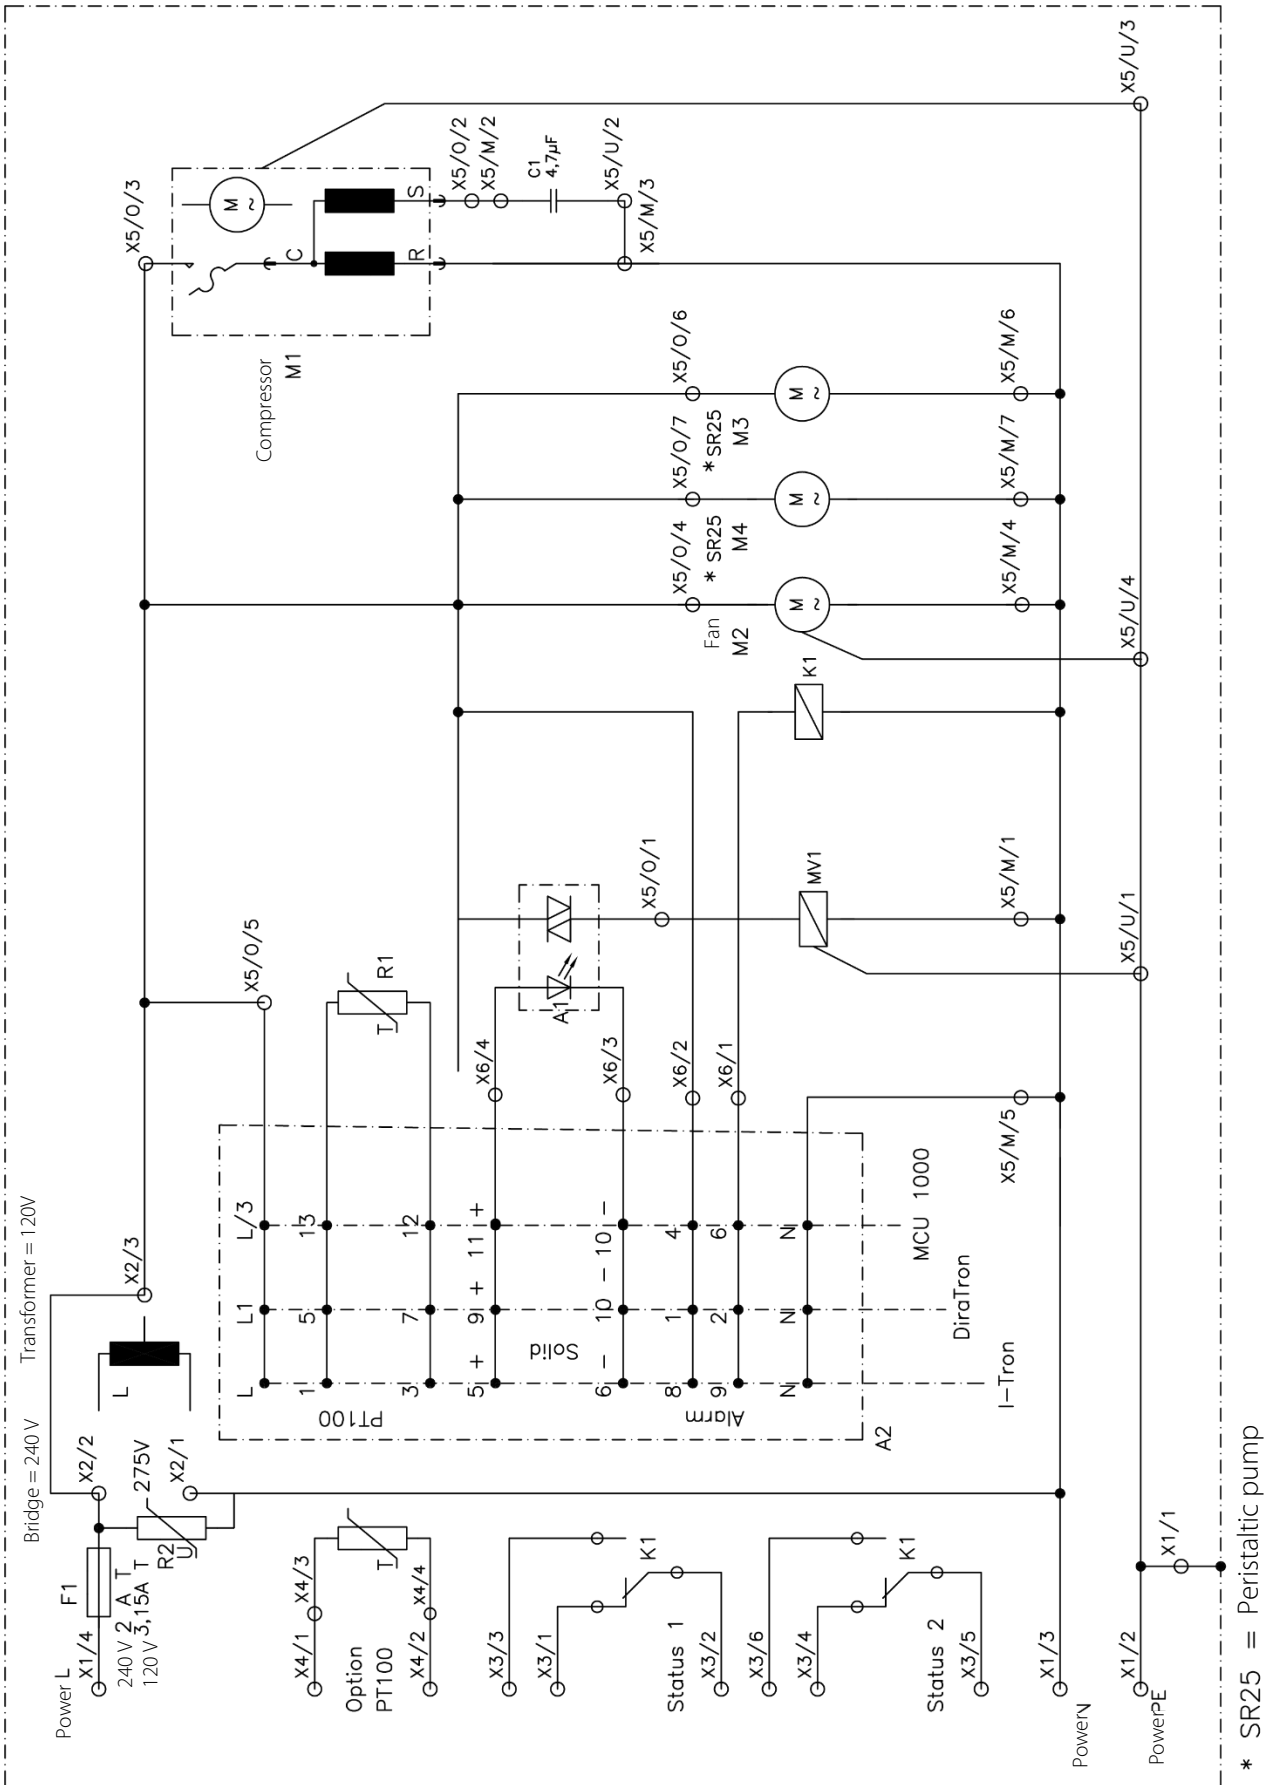 Power L
X1/4
240 V 2 A T
120 V 3,15A T
F1
R2
U
275V
X2/2
X2/1
Bridge = 240 V
Transformer = 120V
L
X2/3
X5/O/5
X5/O/3
Compressor
M1
M
~
C
S
R
X5/O/2
X5/M/2
C1
4,7µF
X5/U/2
X5/M/3
X5/U/3
X5/O/6
* SR25
M3
M
~
X5/M/6
X5/O/7
* SR25
M4
M
~
X5/M/7
X5/O/4
Fan
M2
M
~
X5/M/4
X5/U/4
K1
X5/O/1
MV1
X5/M/1
X5/U/1
A1
R1
T
X6/4
X6/3
X6/2
X6/1
X5/M/5
L/3
13
12
11 +
10 -
4
6
N
MCU 1000
L1
5
7
9 +
10 -
1
2
N
DiraTron
L
1
3
5 +
6 -
8
9
N
I-Tron
PT100
Solid
Alarm
A2
X4/1
X4/3
T
X4/4
X4/2
Option
PT100
X3/3
X3/1
K1
Status 1
X3/2
X3/6
X3/4
K1
Status 2
X3/5
X1/3
Power N
X1/2
Power PE
X1/1
* SR25 = Peristaltic pump